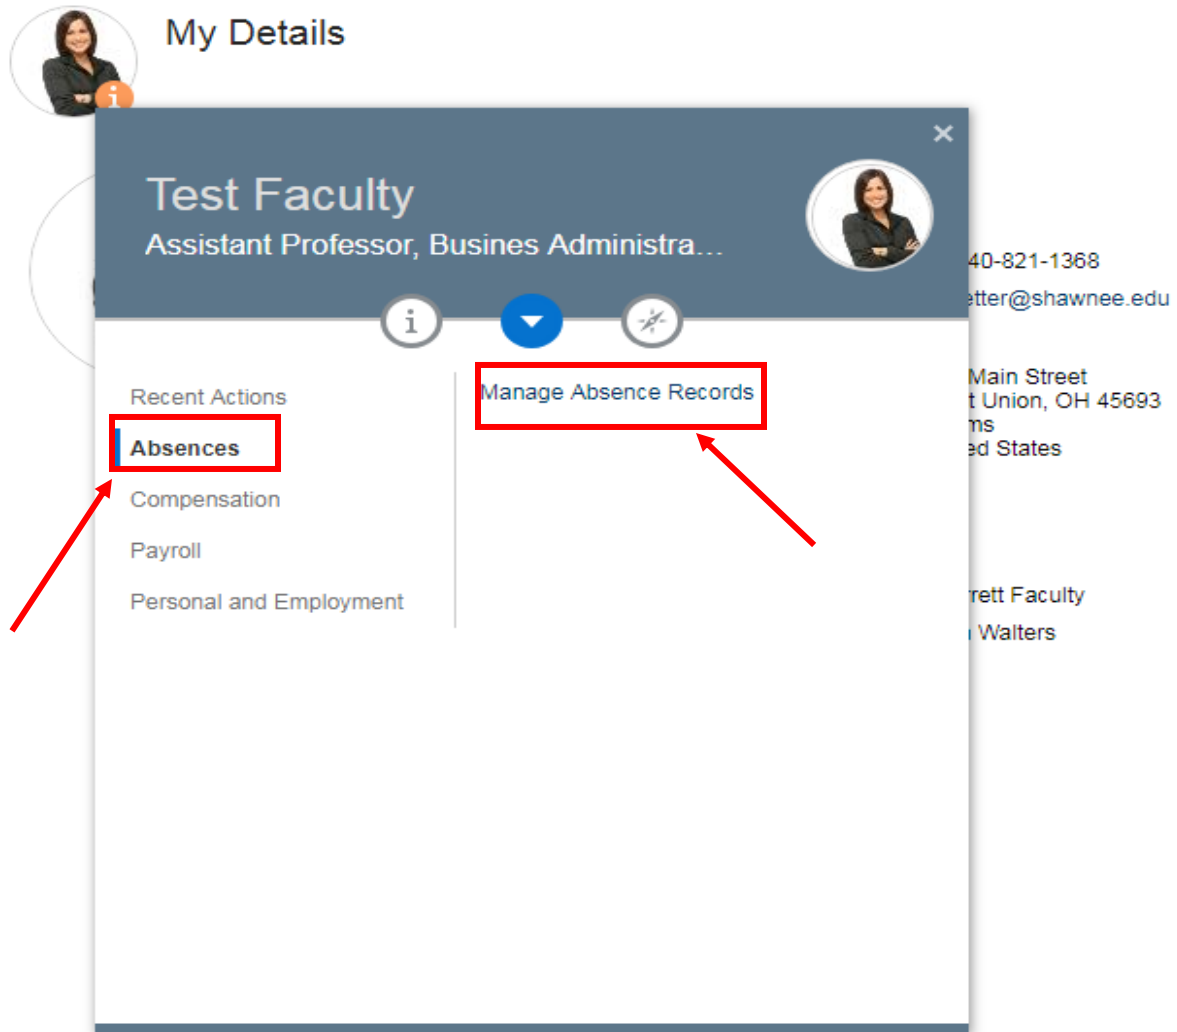 My Details
Test Faculty
Assistant Professor, Busines Administra...
40-821-1368
etter@shawnee.edu
Recent Actions
Absences
Compensation
Payroll
Personal and Employment
Manage Absence Records
Main Street
t Union, OH 45693
ms
ed States
rett Faculty
Walters